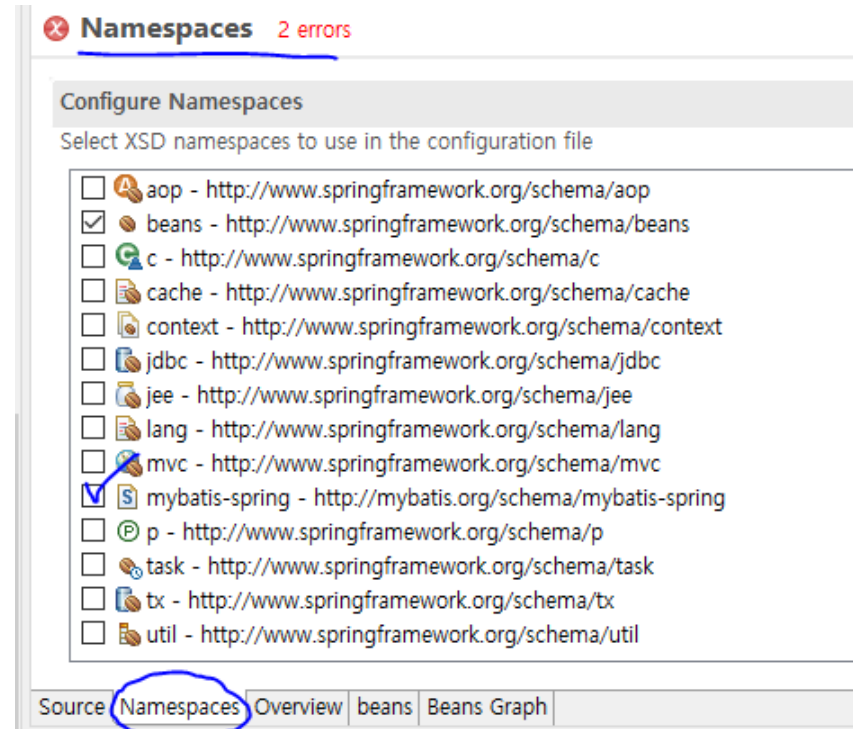 Namespaces 2 errors
Configure Namespaces
Select XSD namespaces to use in the configuration file
aop - http://www.springframework.org/schema/aop
beans - http://www.springframework.org/schema/beans
c - http://www.springframework.org/schema/c
cache - http://www.springframework.org/schema/cache
context - http://www.springframework.org/schema/context
jdbc - http://www.springframework.org/schema/jdbc
jee - http://www.springframework.org/schema/jee
lang - http://www.springframework.org/schema/lang
mvc - http://www.springframework.org/schema/mvc
mybatis-spring - http://mybatis.org/schema/mybatis-spring
p - http://www.springframework.org/schema/p
task - http://www.springframework.org/schema/task
tx - http://www.springframework.org/schema/tx
util - http://www.springframework.org/schema/util
Source Namespaces Overview beans Beans Graph